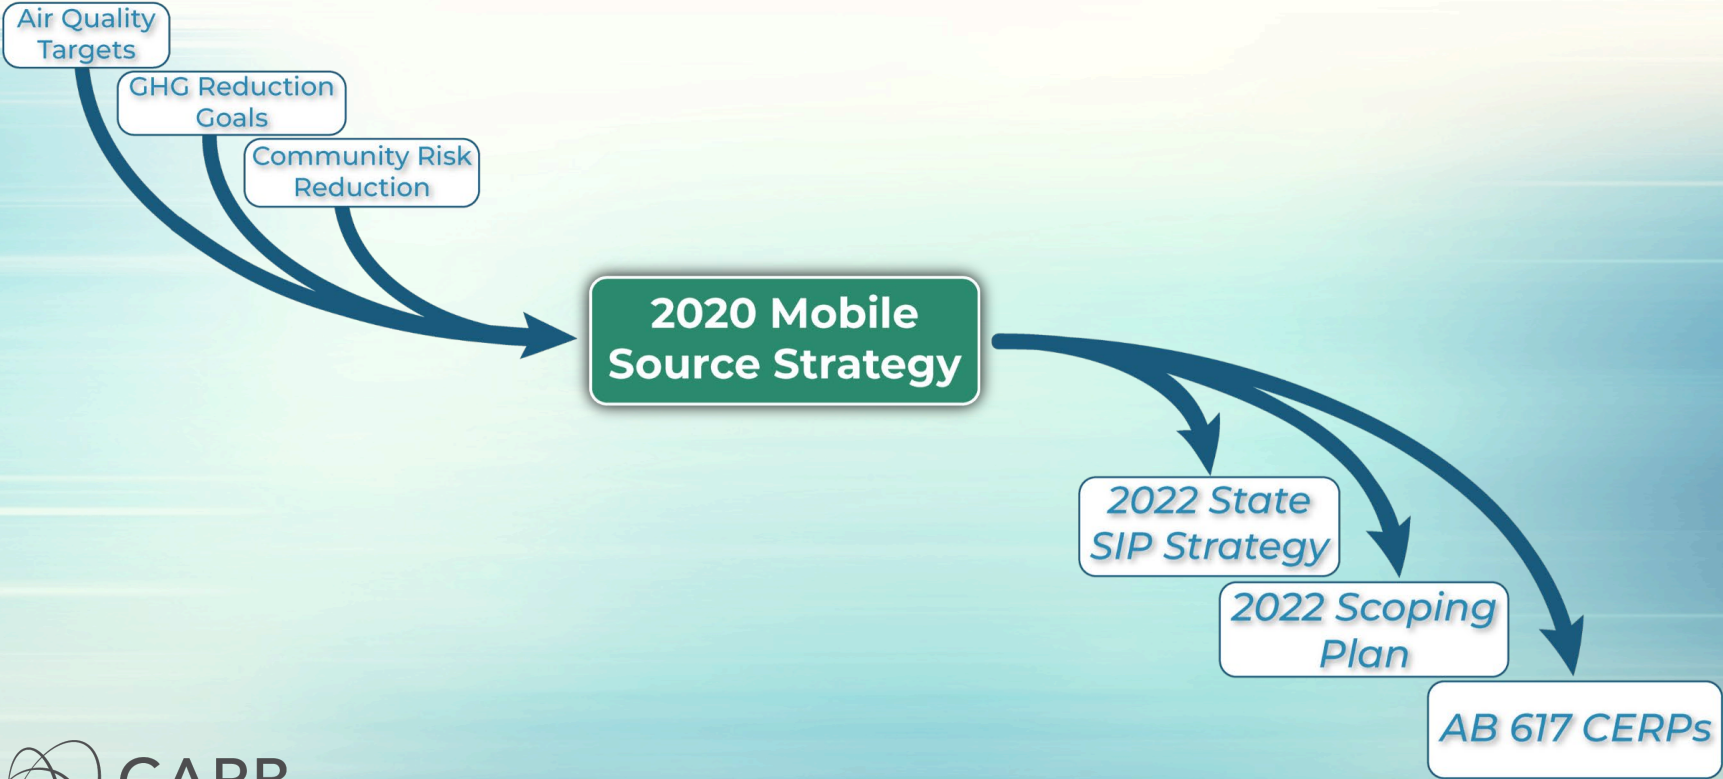 Air Quality
Targets
GHG Reduction
Goals
Community Risk
Reduction
2020 Mobile
Source Strategy
2022 State
SIP Strategy
2022 Scoping
Plan
AB 617 CERPs
CARB